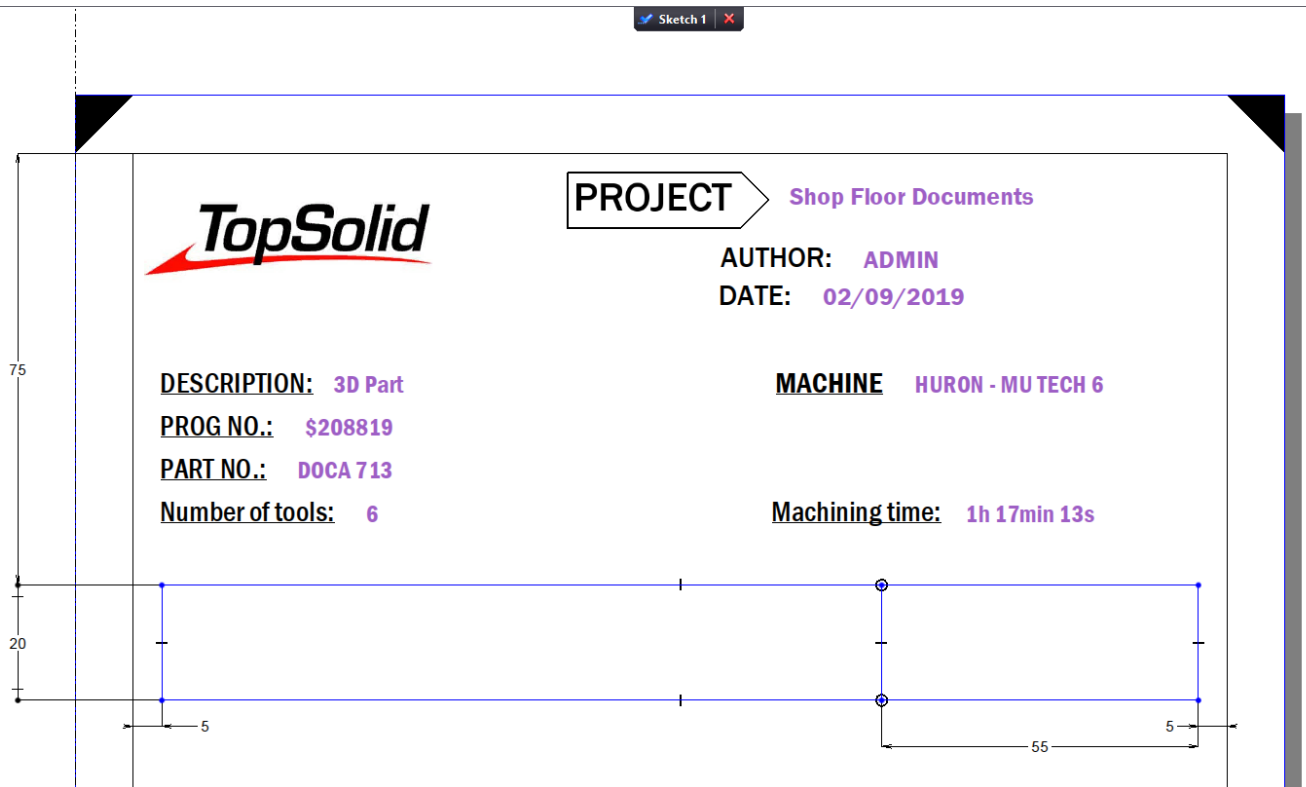 Sketch 1
PROJECT Shop Floor Documents
TopSolid
AUTHOR: ADMIN
DATE: 02/09/2019
75
DESCRIPTION: 3D Part
MACHINE HURON - MU TECH 6
PROG NO.: $208819
PART NO.: DOCA 713
Number of tools: 6
Machining time: 1h 17min 13s
20
5
5
55